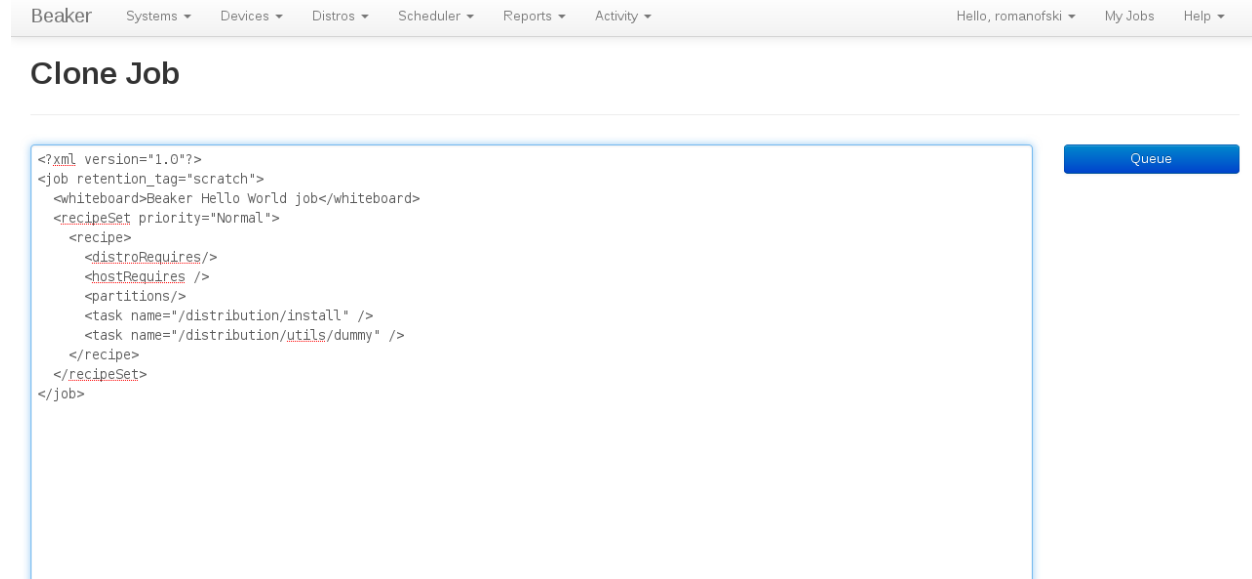 Beaker Systems Devices Distros Scheduler Reports Activity Hello, romanofski My Jobs Help
Clone Job
<?xml version="1.0"?>
<job retention_tag="scratch">
  <whiteboard>Beaker Hello World job</whiteboard>
  <recipeSet priority="Normal">
    <recipe>
      <distroRequires/>
      <hostRequires />
      <partitions/>
      <task name="/distribution/install" />
      <task name="/distribution/utils/dummy" />
    </recipe>
  </recipeSet>
</job>
Queue